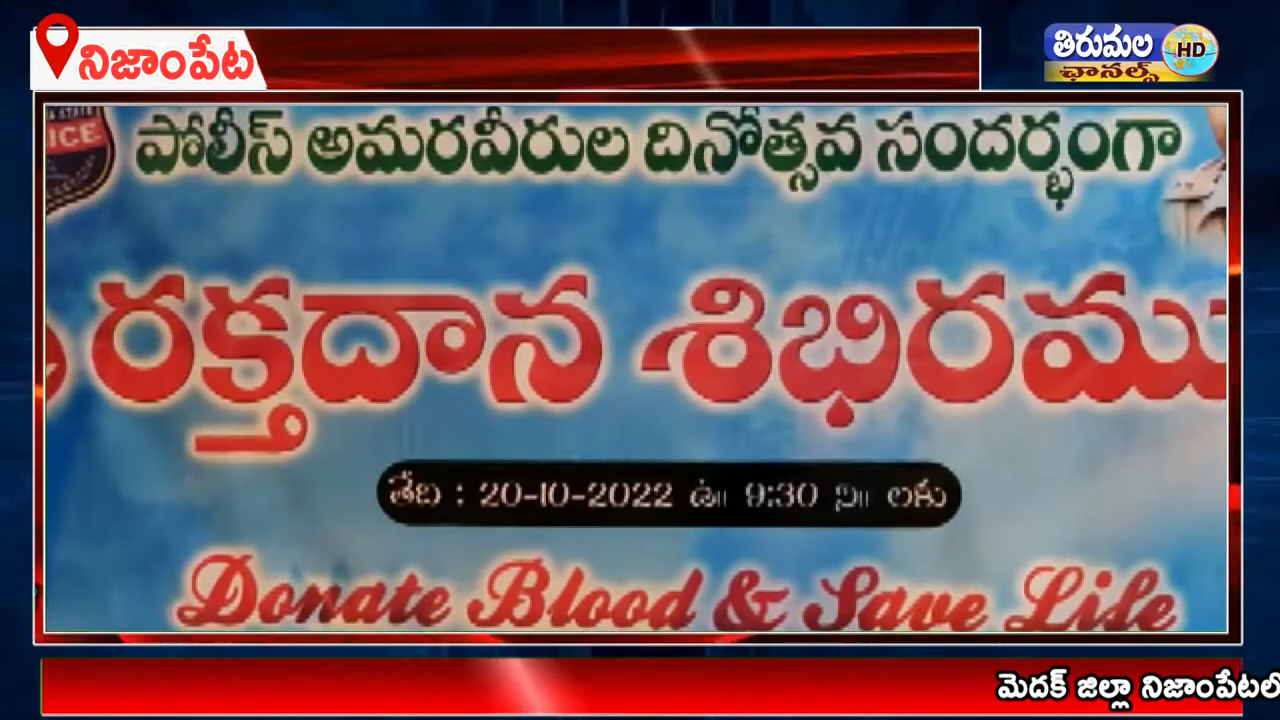 నిజాంపేట
తిరుమల
HD
ఛానల్స్
ICE
పోలీస్ అమరవీరుల దినోత్సవ సందర్భంగా
రక్తదాన శిభిరము
తేది : 20-10-2022 ఉ॥ 9:30 ని॥ లకు
Donate Blood & Save Life
మెదక్ జిల్లా నిజాంపేటలో